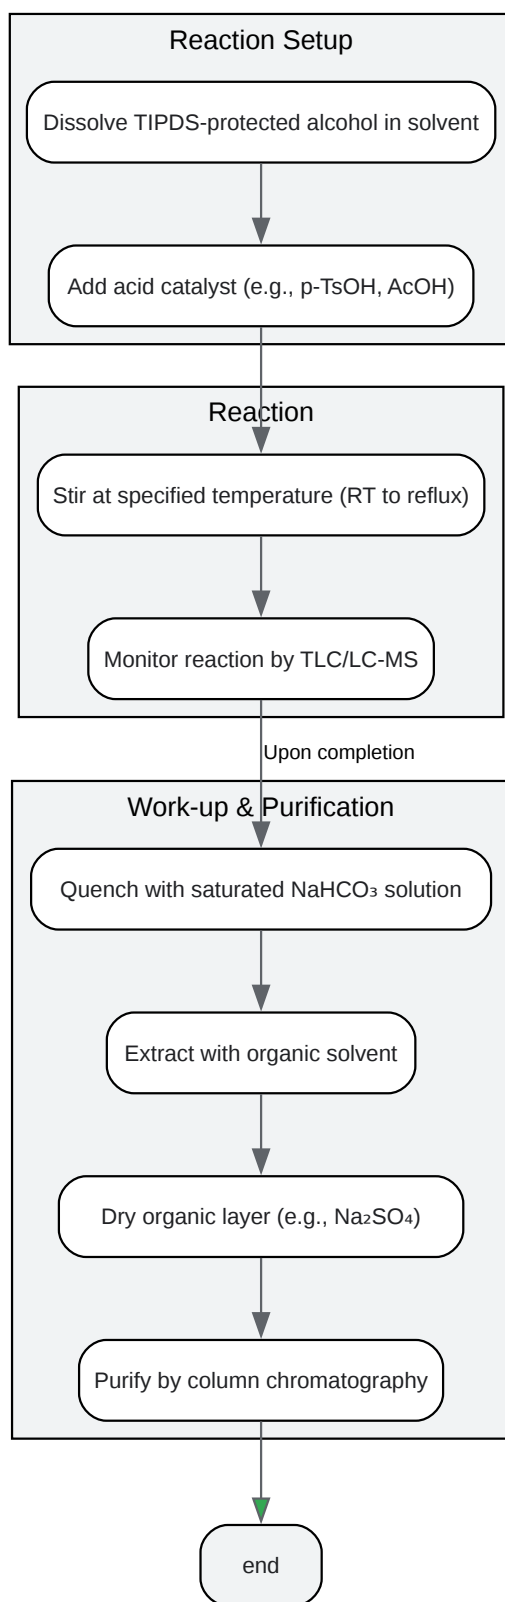 Reaction Setup
Dissolve TIPDS-protected alcohol in solvent
Add acid catalyst (e.g., p-TsOH, AcOH)
Reaction
Stir at specified temperature (RT to reflux)
Monitor reaction by TLC/LC-MS
Upon completion
Work-up & Purification
Quench with saturated NaHCO₃ solution
Extract with organic solvent
Dry organic layer (e.g., Na₂SO₄)
Purify by column chromatography
end